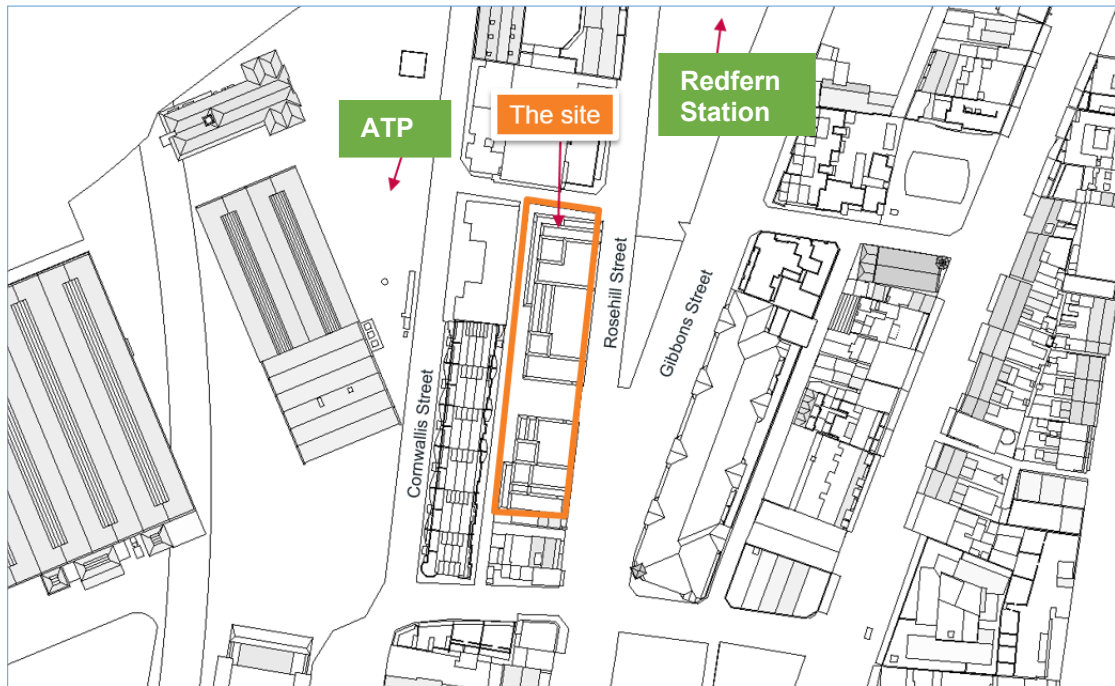 Redfern
Station
The site
ATP
Rosehill Street
Gibbons Street
Cornwallis Street